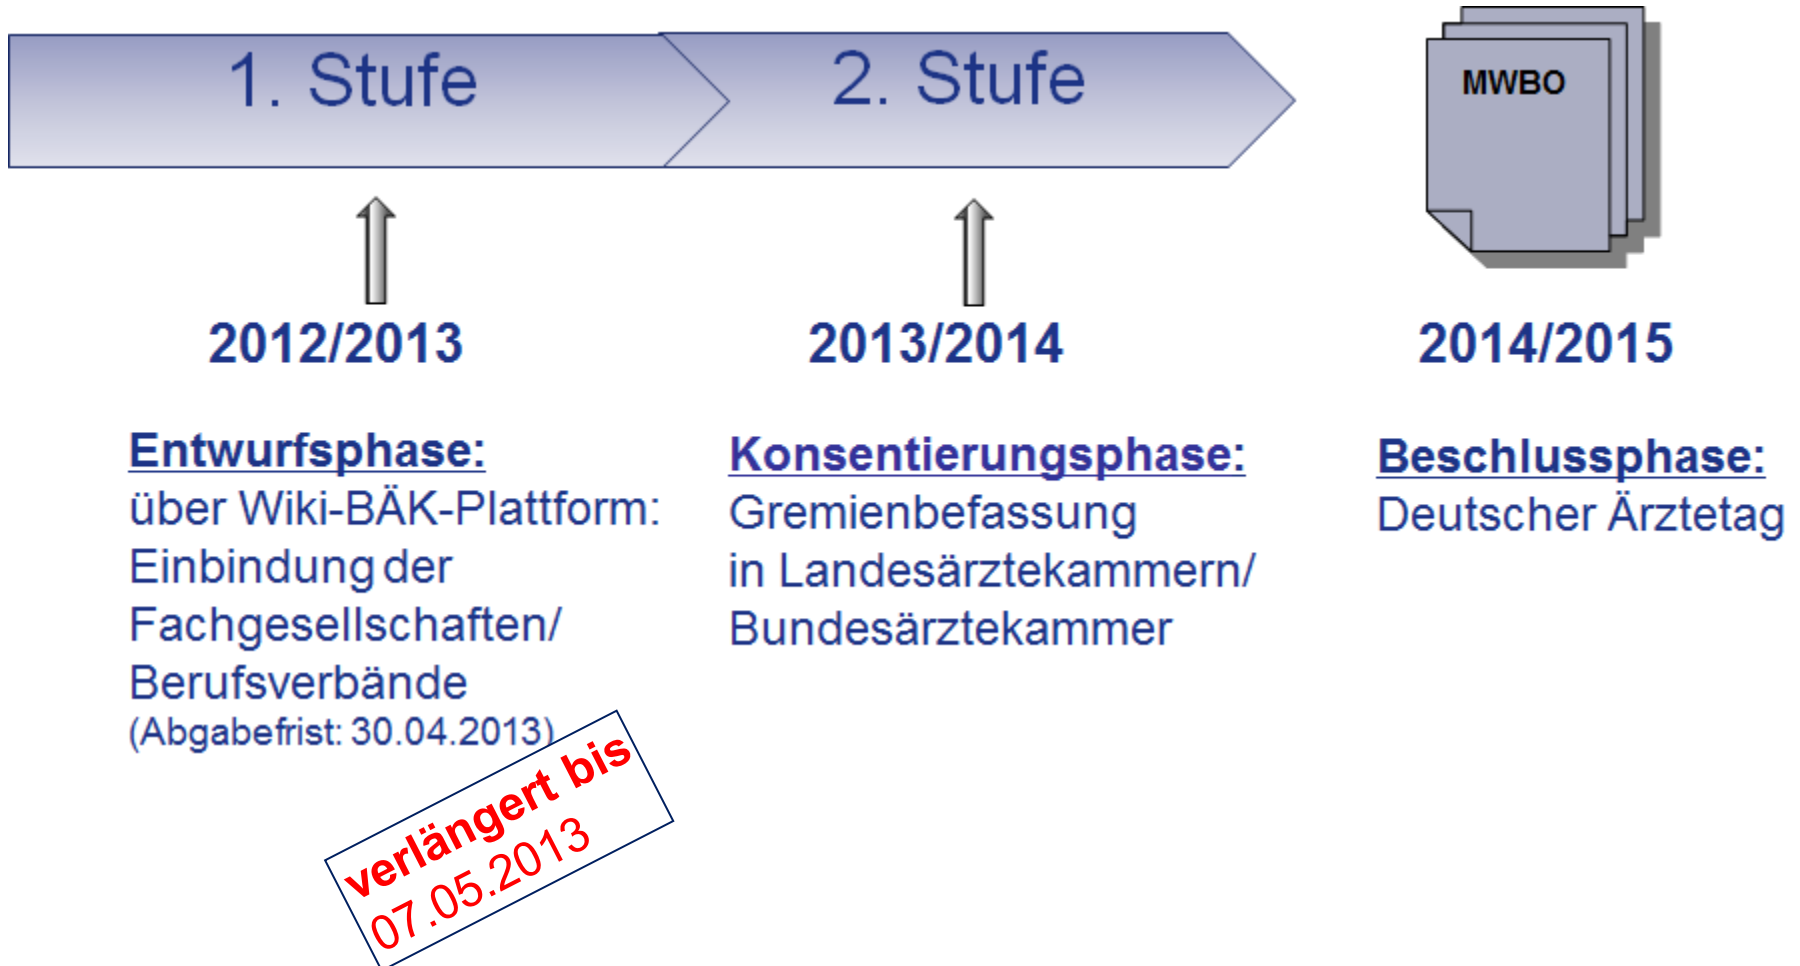 1. Stufe
2. Stufe
MWBO
2012/2013
2013/2014
2014/2015
Entwurfsphase:
über Wiki-BÄK-Plattform:
Einbindung der
Fachgesellschaften/
Berufsverbände
(Abgabefrist: 30.04.2013)
verlängert bis
07.05.2013
Konsentierungsphase:
Gremienbefassung
in Landesärztekammern/
Bundesärztekammer
Beschlussphase:
Deutscher Ärztetag